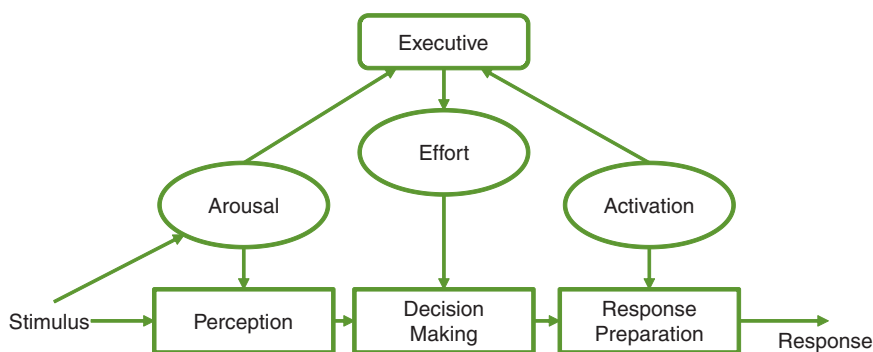 Executive
Effort
Arousal
Activation
Stimulus
Perception
Decision
Making
Response
Preparation
Response